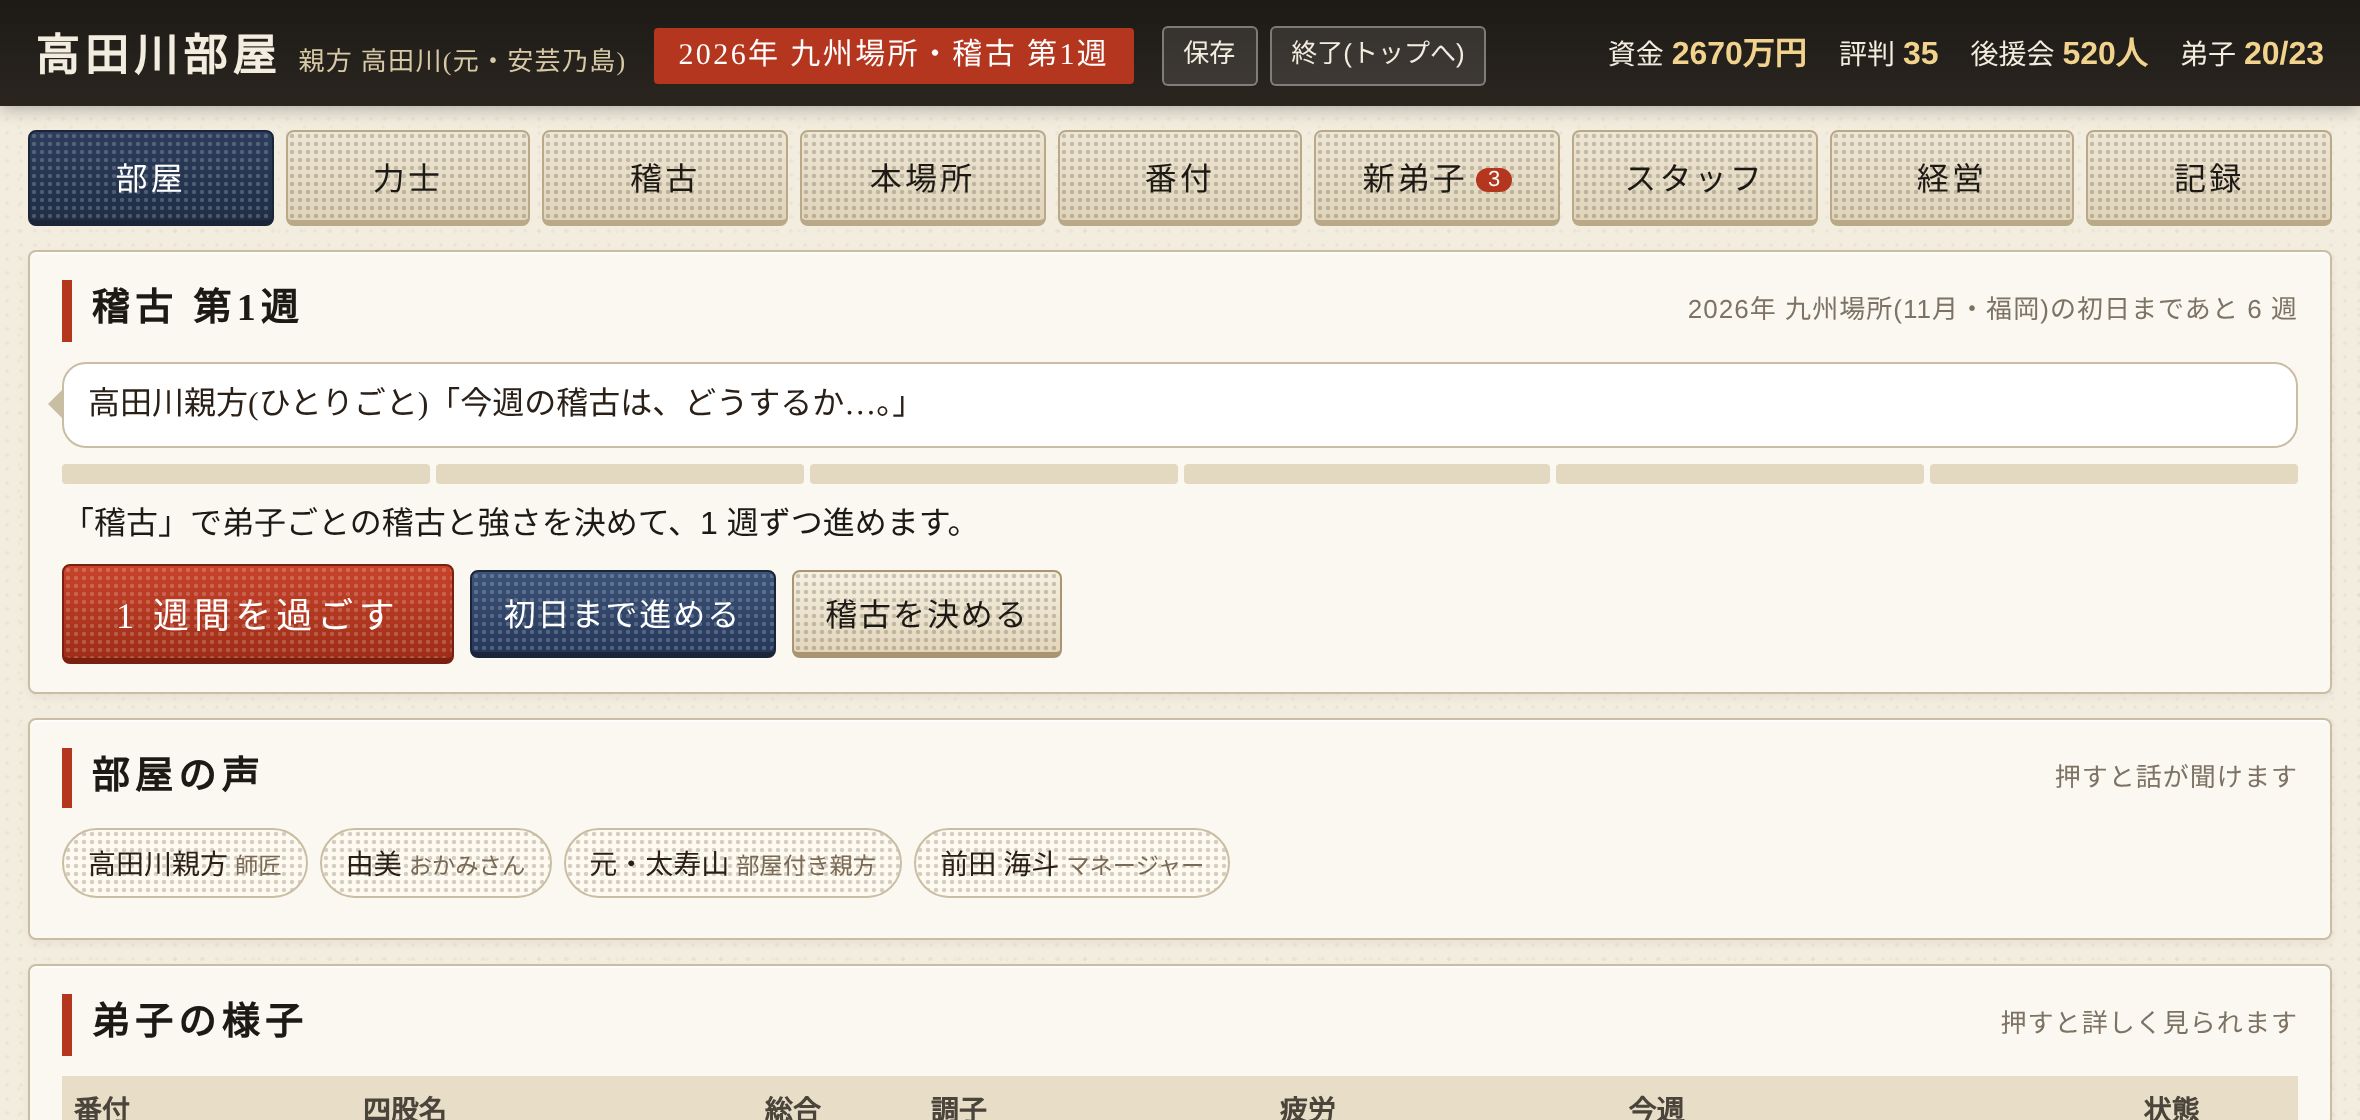 高田川部屋 親方 高田川(元・安芸乃島) 2026年 九州場所・稽古 第1週 保存 終了(トップへ) 資金 2670万円 評判 35 後援会 520人 弟子 20/23
部屋 力士 稽古 本場所 番付 新弟子 3 スタッフ 経営 記録
稽古 第1週 2026年 九州場所(11月・福岡)の初日まであと 6 週
高田川親方(ひとりごと)「今週の稽古は、どうするか…。」
「稽古」で弟子ごとの稽古と強さを決めて、1 週ずつ進めます。
1 週間を過ごす 初日まで進める 稽古を決める
部屋の声 押すと話が聞けます
高田川親方 師匠 由美 おかみさん 元・太寿山 部屋付き親方 前田 海斗 マネージャー
弟子の様子 押すと詳しく見られます
番付 四股名 総合 調子 疲労 今週 状態